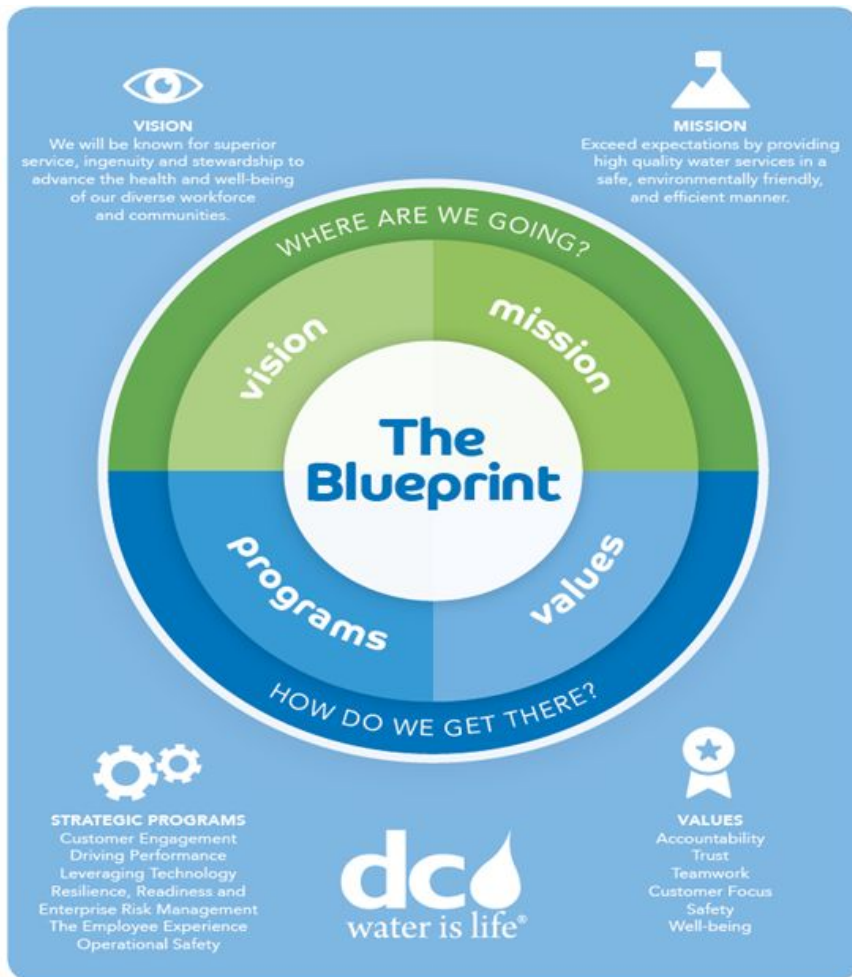 VISION
We will be known for superior
service, ingenuity and stewardship to
advance the health and well-being
of our diverse workforce
and communities.
MISSION
Exceed expectations by providing
high quality water services in a
safe, environmentally friendly,
and efficient manner.
WHERE ARE WE GOING?
vision
mission
The
Blueprint
programs
values
HOW DO WE GET THERE?
STRATEGIC PROGRAMS
Customer Engagement
Driving Performance
Leveraging Technology
Resilience, Readiness and
Enterprise Risk Management
The Employee Experience
Operational Safety
dc
water is life®
VALUES
Accountability
Trust
Teamwork
Customer Focus
Safety
Well-being